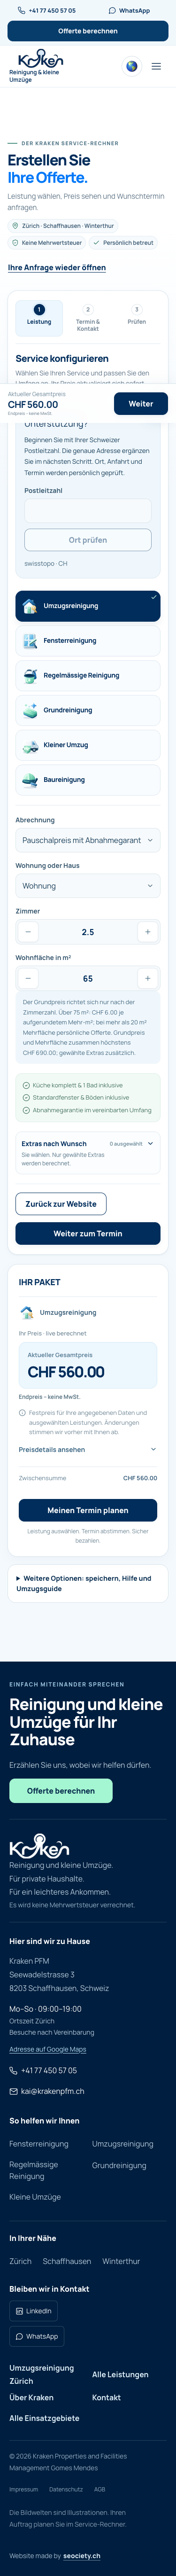 +41 77 450 57 05
WhatsApp
Offerte berechnen
Kraken
Reinigung & kleine
Umzüge
DER KRAKEN SERVICE-RECHNER
Erstellen Sie
Ihre Offerte.
Leistung wählen, Preis sehen und Wunschtermin
anfragen.
Zürich · Schaffhausen · Winterthur
Keine Mehrwertsteuer
Persönlich betreut
Ihre Anfrage wieder öffnen
1
Leistung
2
Termin &
Kontakt
3
Prüfen
Service konfigurieren
Wählen Sie Ihren Service und passen Sie den
Aktueller Gesamtpreis
CHF 560.00
Endpreis – keine MwSt.
Weiter
Unterstützung?
Beginnen Sie mit Ihrer Schweizer
Postleitzahl. Die genaue Adresse ergänzen
Sie im nächsten Schritt. Ort, Anfahrt und
Termin werden persönlich geprüft.
Postleitzahl
Ort prüfen
swisstopo · CH
Umzugsreinigung
Fensterreinigung
Regelmässige Reinigung
Grundreinigung
Kleiner Umzug
Baureinigung
Abrechnung
Pauschalpreis mit Abnahmegarant
Wohnung oder Haus
Wohnung
Zimmer
− 2.5 +
Wohnfläche in m²
− 65 +
Der Grundpreis richtet sich nur nach der
Zimmerzahl. Über 75 m²: CHF 6.00 je
aufgerundetem Mehr-m²; bei mehr als 20 m²
Mehrfläche persönliche Offerte. Grundpreis
und Mehrfläche zusammen höchstens
CHF 690.00; gewählte Extras zusätzlich.
Küche komplett & 1 Bad inklusive
Standardfenster & Böden inklusive
Abnahmegarantie im vereinbarten Umfang
Extras nach Wunsch
0 ausgewählt
Sie wählen. Nur gewählte Extras
werden berechnet.
Zurück zur Website
Weiter zum Termin
IHR PAKET
Umzugsreinigung
Ihr Preis · live berechnet
Aktueller Gesamtpreis
CHF 560.00
Endpreis – keine MwSt.
Festpreis für Ihre angegebenen Daten und
ausgewählten Leistungen. Änderungen
stimmen wir vorher mit Ihnen ab.
Preisdetails ansehen
Zwischensumme
CHF 560.00
Meinen Termin planen
Leistung auswählen, Termin abstimmen, Sicher
bezahlen.
Weitere Optionen: speichern, Hilfe und
Umzugsguide
EINFACH MITEINANDER SPRECHEN
Reinigung und kleine
Umzüge für Ihr
Zuhause
Erzählen Sie uns, wobei wir helfen dürfen.
Offerte berechnen
Kraken
Reinigung und kleine Umzüge.
Für private Haushalte.
Für ein leichteres Ankommen.
Es wird keine Mehrwertsteuer verrechnet.
Hier sind wir zu Hause
Kraken PFM
Seewadelstrasse 3
8203 Schaffhausen, Schweiz
Mo–So · 09:00–19:00
Ortszeit Zürich
Besuche nach Vereinbarung
Adresse auf Google Maps
+41 77 450 57 05
kai@krakenpfm.ch
So helfen wir Ihnen
Fensterreinigung
Umzugsreinigung
Regelmässige
Reinigung
Grundreinigung
Kleine Umzüge
In Ihrer Nähe
Zürich
Schaffhausen
Winterthur
Bleiben wir in Kontakt
LinkedIn
WhatsApp
Umzugsreinigung
Zürich
Alle Leistungen
Über Kraken
Kontakt
Alle Einsatzgebiete
© 2026 Kraken Properties and Facilities
Management Gomes Mendes
Impressum
Datenschutz
AGB
Die Bildwelten sind Illustrationen. Ihren
Auftrag planen Sie im Service-Rechner.
Website made by seociety.ch